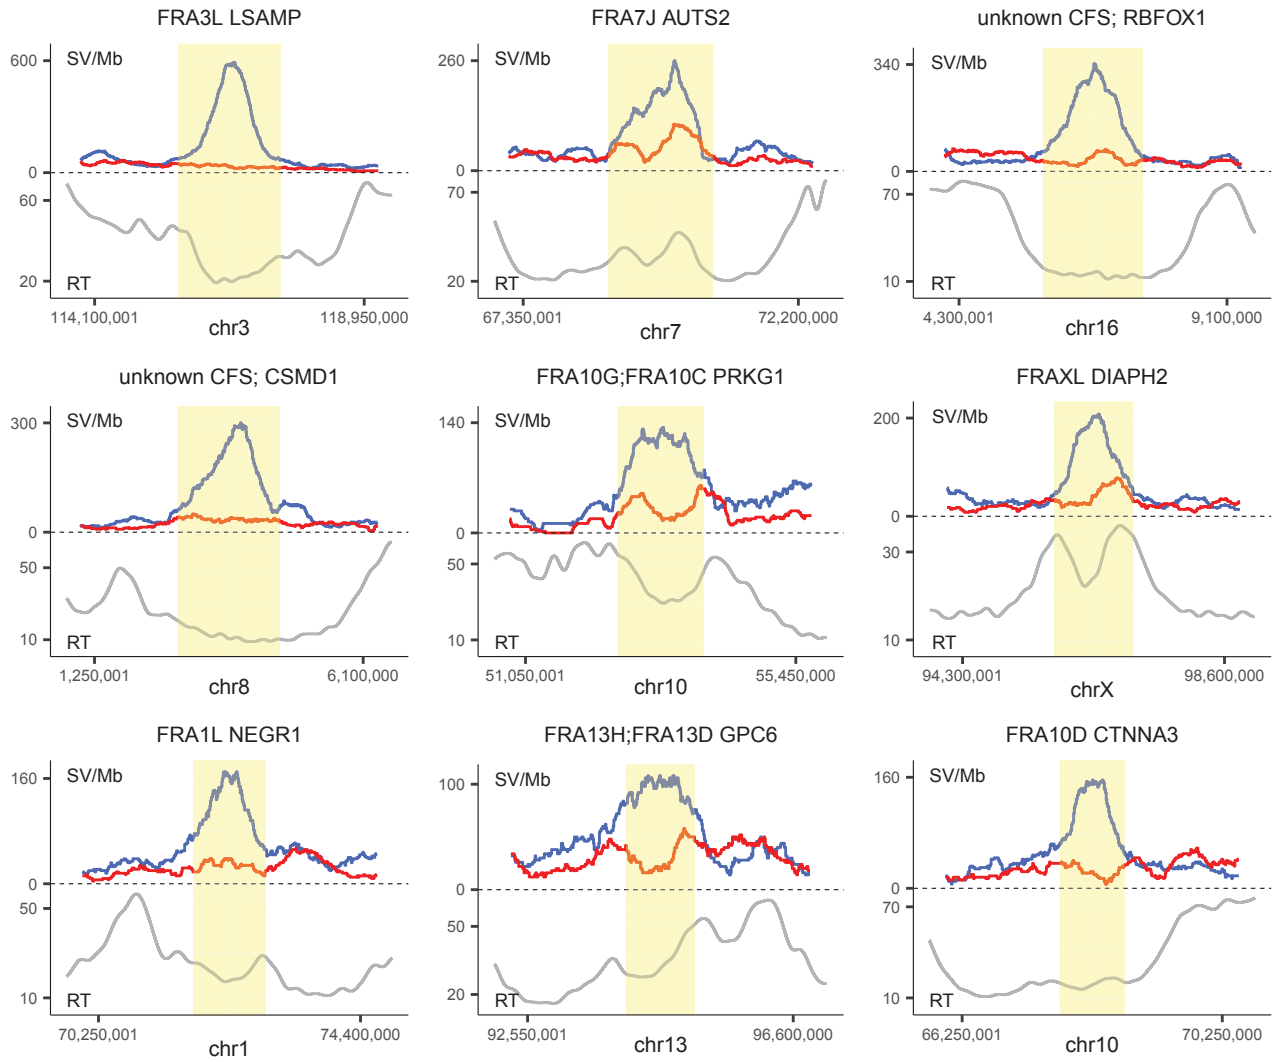 FRA3L LSAMP
600
SV/Mb
0
60
20
RT
114,100,001
118,950,000
chr3
FRA7J AUTS2
260
SV/Mb
0
70
20
RT
67,350,001
72,200,000
chr7
unknown CFS; RBFOX1
340
SV/Mb
0
70
10
RT
4,300,001
9,100,000
chr16
unknown CFS; CSMD1
300
SV/Mb
0
50
10
RT
1,250,001
6,100,000
chr8
FRA10G;FRA10C PRKG1
140
SV/Mb
0
50
10
RT
51,050,001
55,450,000
chr10
FRAXL DIAPH2
200
SV/Mb
0
30
10
RT
94,300,001
98,600,000
chrX
FRA1L NEGR1
160
SV/Mb
0
50
10
RT
70,250,001
74,400,000
chr1
FRA13H;FRA13D GPC6
100
SV/Mb
0
50
20
RT
92,550,001
96,600,000
chr13
FRA10D CTNNA3
160
SV/Mb
0
70
10
RT
66,250,001
70,250,000
chr10